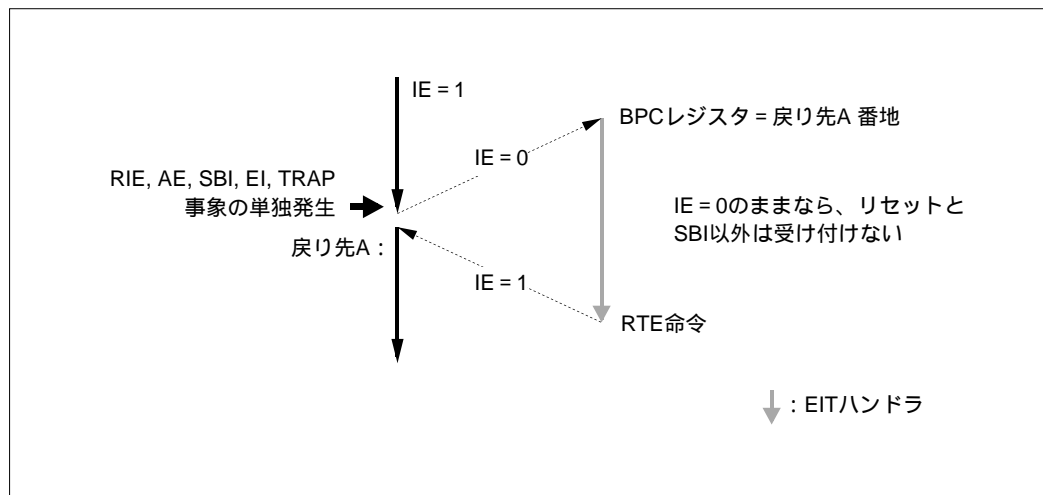 IE = 1
BPCレジスタ = 戻り先A 番地
IE = 0
RIE, AE, SBI, EI, TRAP
事象の単独発生
IE = 0のままなら、リセットと
SBI以外は受け付けない
戻り先A :
IE = 1
RTE命令
: EITハンドラ